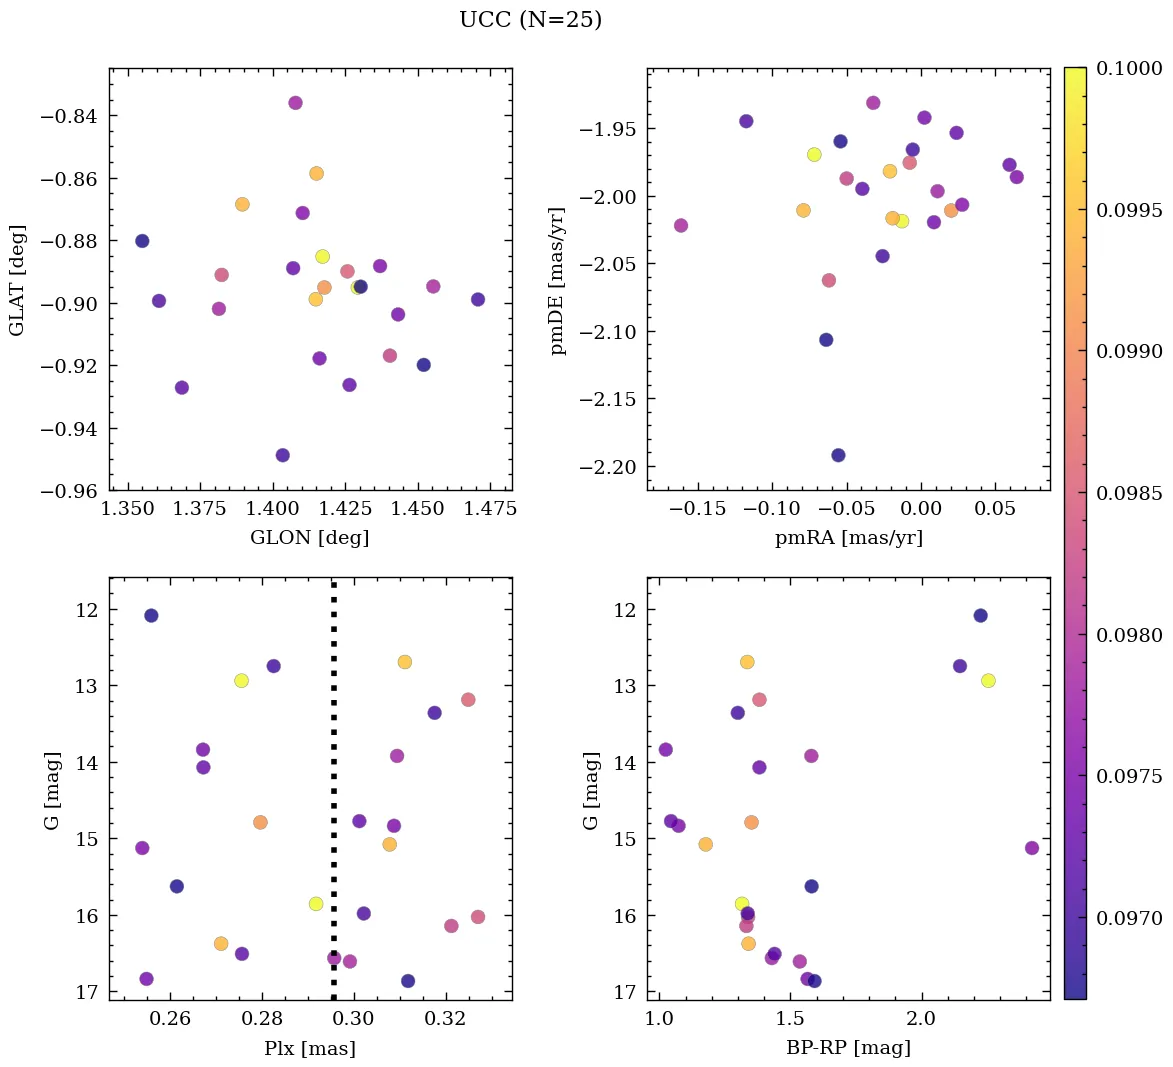 UCC (N=25)
−0.84
−0.86
−0.88
−0.90
−0.92
−0.94
−0.96
GLAT [deg]
1.350 1.375 1.400 1.425 1.450 1.475
GLON [deg]
−1.95
−2.00
−2.05
−2.10
−2.15
−2.20
pmDE [mas/yr]
−0.15 −0.10 −0.05 0.00 0.05
pmRA [mas/yr]
12
13
14
15
16
17
G [mag]
0.26 0.28 0.30 0.32
Plx [mas]
12
13
14
15
16
17
G [mag]
1.0 1.5 2.0
BP-RP [mag]
0.1000
0.0995
0.0990
0.0985
0.0980
0.0975
0.0970